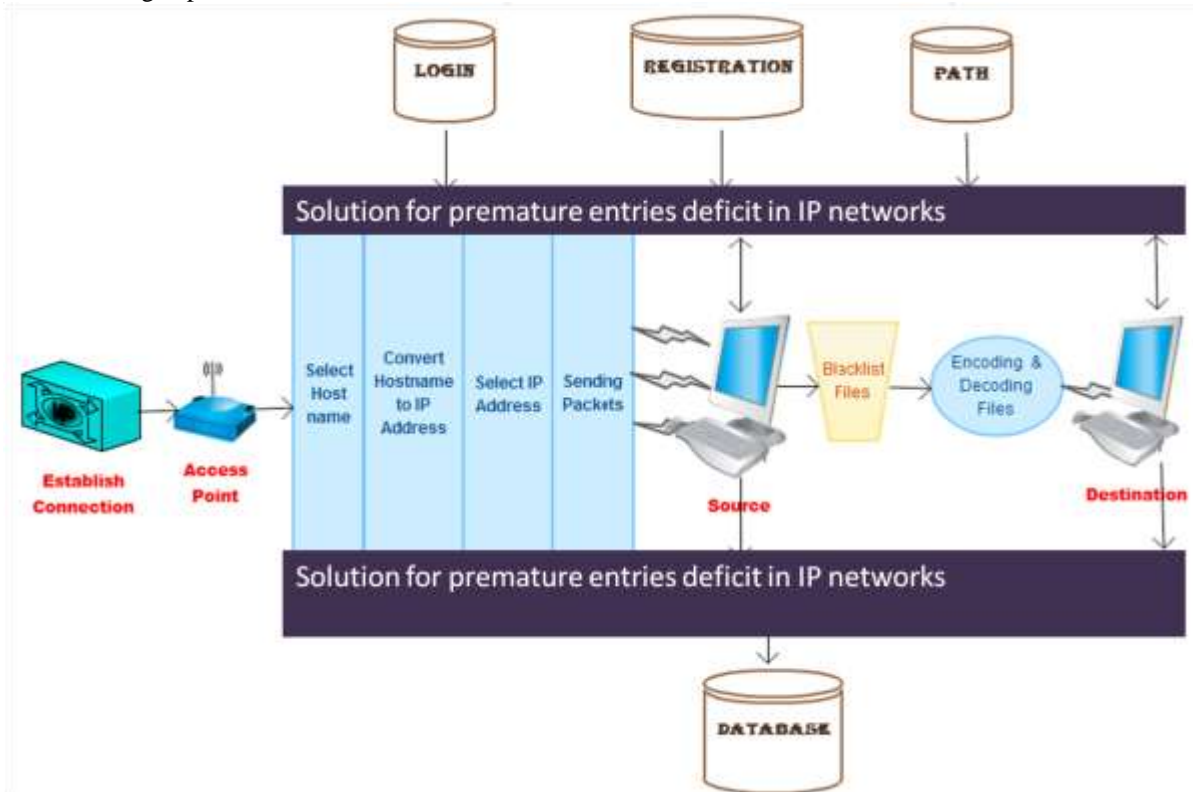 LOGIN
REGISTRATION
PATH
Solution for premature entries deficit in IP networks
Select
Host
name
Convert
Hostname
to IP
Address
Select IP
Address
Sending
Packets
Blacklist
Files
Encoding &
Decoding
Files
Establish
Connection
Access
Point
Source
Destination
Solution for premature entries deficit in IP networks
DATABASE